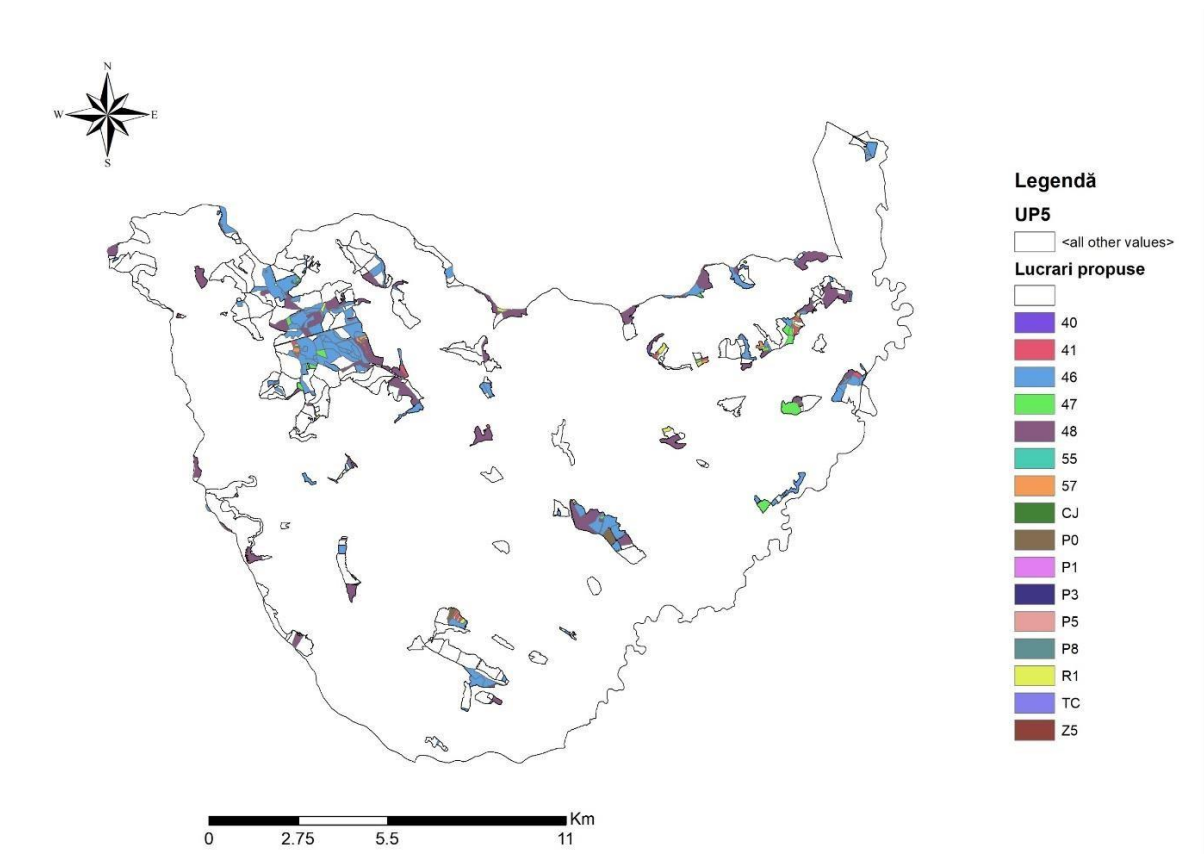 N
W E
S
Legendă
UP5
<all other values>
Lucrari propuse
40
41
46
47
48
55
57
CJ
P0
P1
P3
P5
P8
R1
TC
Z5
Km
0 2.75 5.5 11